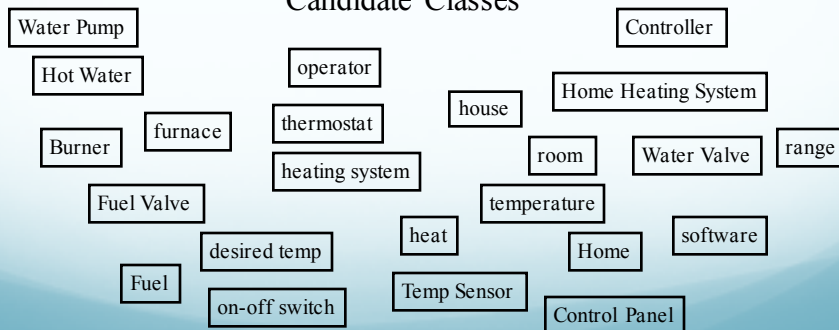 Candidate Classes
Water Pump
Controller
Hot Water
operator
Home Heating System
house
furnace
thermostat
Burner
room
Water Valve
range
heating system
Fuel Valve
temperature
heat
software
desired temp
Home
Fuel
Temp Sensor
on-off switch
Control Panel